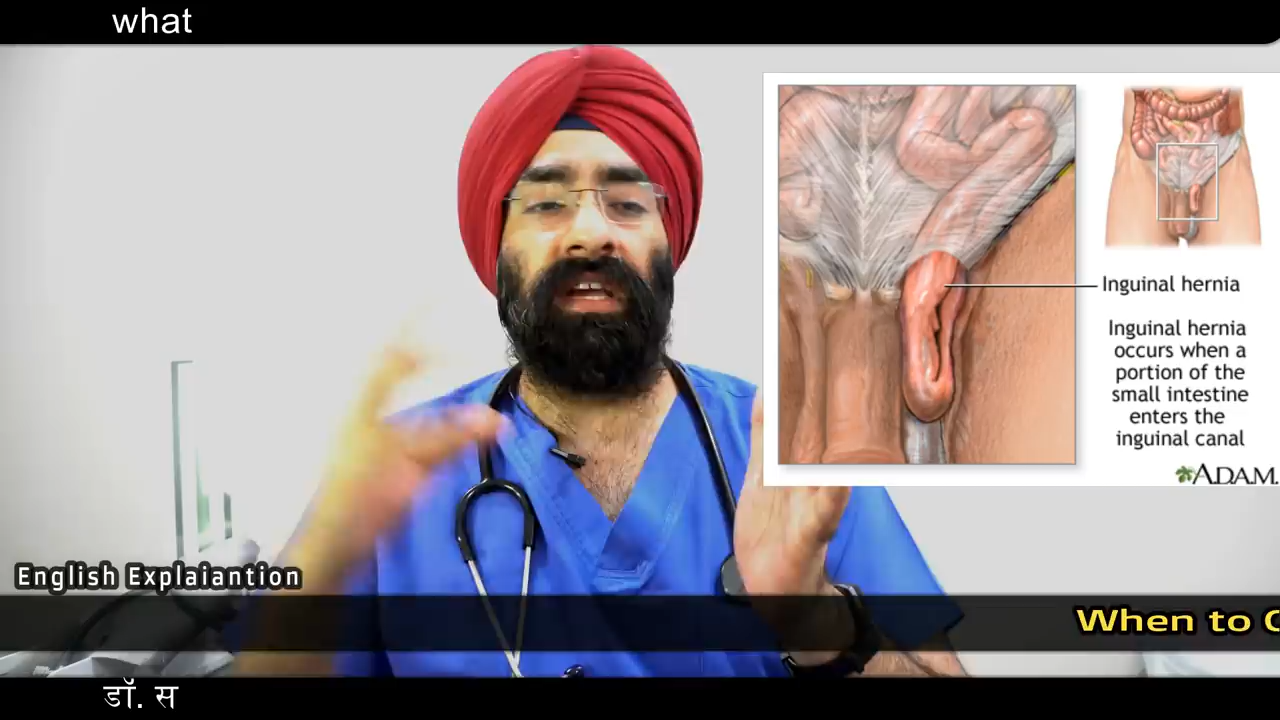 what
Inguinal hernia
Inguinal hernia
occurs when a
portion of the
small intestine
enters the
inguinal canal
ADAM.
English Explaiantion
When to
डॉ. स